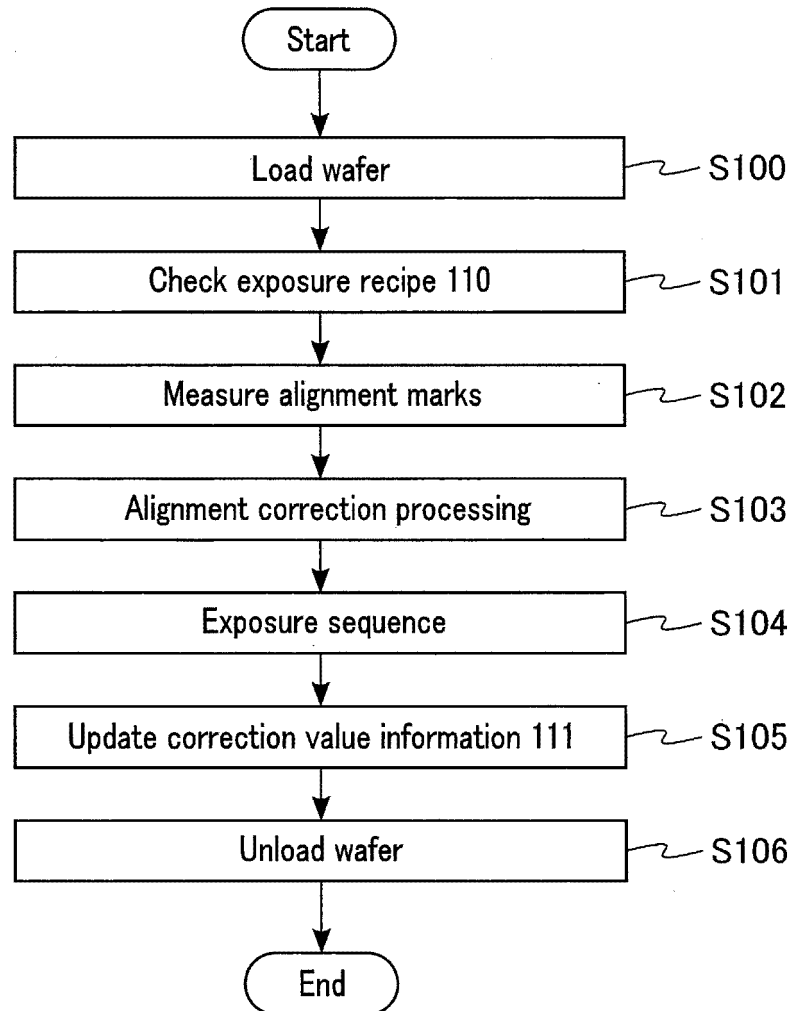 Start
Load wafer S100
Check exposure recipe 110 S101
Measure alignment marks S102
Alignment correction processing S103
Exposure sequence S104
Update correction value information 111 S105
Unload wafer S106
End